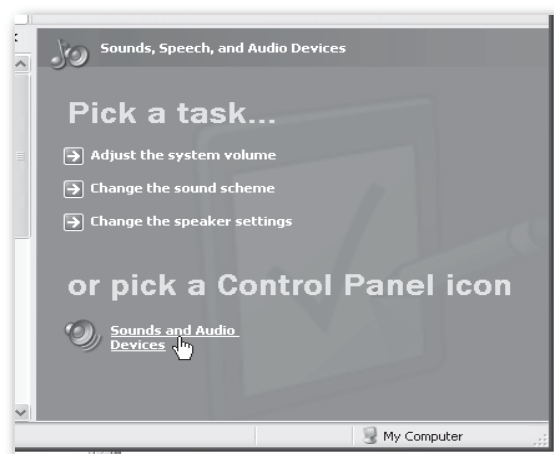 Sounds, Speech, and Audio Devices
Pick a task...
Adjust the system volume
Change the sound scheme
Change the speaker settings
or pick a Control Panel icon
Sounds and Audio
Devices
My Computer